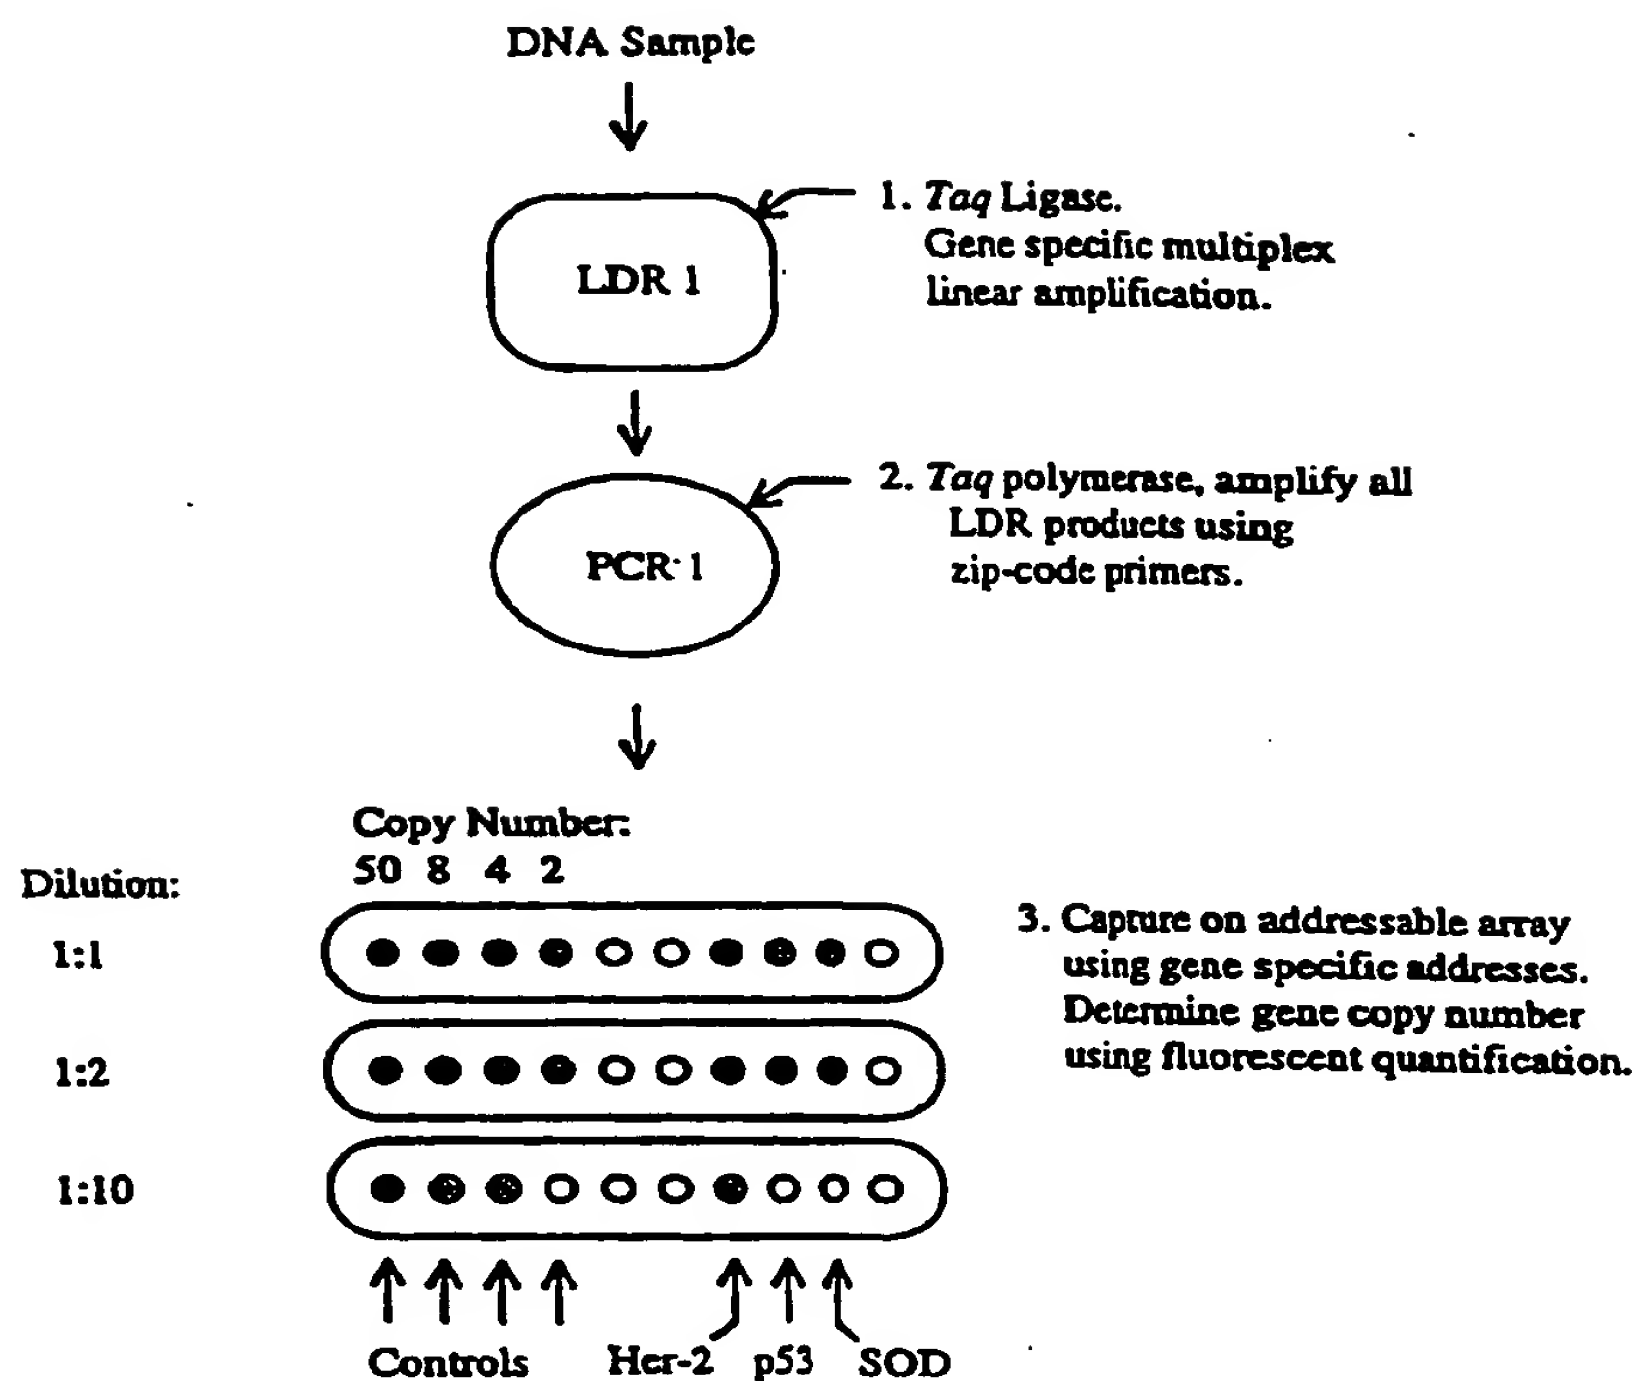 DNA Sample
LDR 1
1. Taq Ligase.
Gene specific multiplex
linear amplification.
PCR 1
2. Taq polymerase, amplify all
LDR products using
zip-code primers.
Copy Number:
50 8 4 2
Dilution:
1:1
1:2
1:10
3. Capture on addressable array
using gene specific addresses.
Determine gene copy number
using fluorescent quantification.
Controls Her-2 p53 SOD